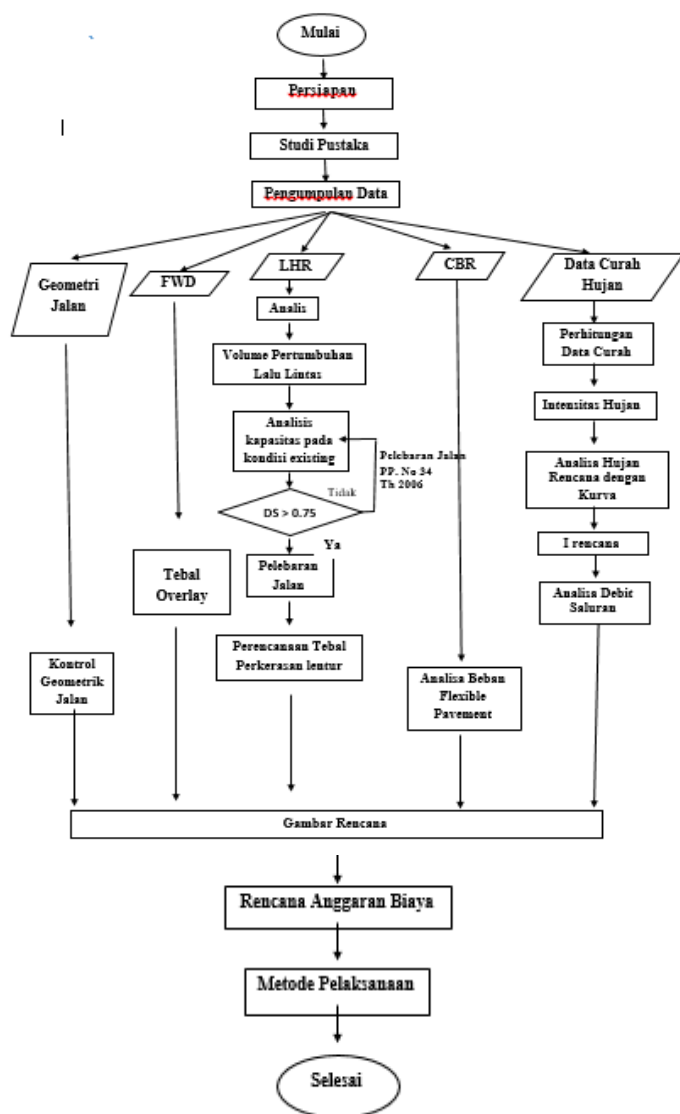 Mulai
Persiapan
Studi Pustaka
Pengumpulan Data
Geometri
Jalan
FWD
LHR
CBR
Data Curah
Hujan
Analis
Volume Pertumbuhan
Lalu Lintas
Analisis
kapasitas pada
kondisi existing
Pelebaran Jalan
PP. No 34
Th 2006
Tidak
DS > 0.75
Ya
Pelebaran
Jalan
Perencanaan Tebal
Perkerasan lentur
Tebal
Overlay
Kontrol
Geometrik
Jalan
Analisa Beban
Flexible
Pavement
Perhitungan
Data Curah
Intensitas Hujan
Analisa Hujan
Rencana dengan
Kurva
I rencana
Analisa Debit
Saluran
Gambar Rencana
Rencana Anggaran Biaya
Metode Pelaksanaan
Selesai